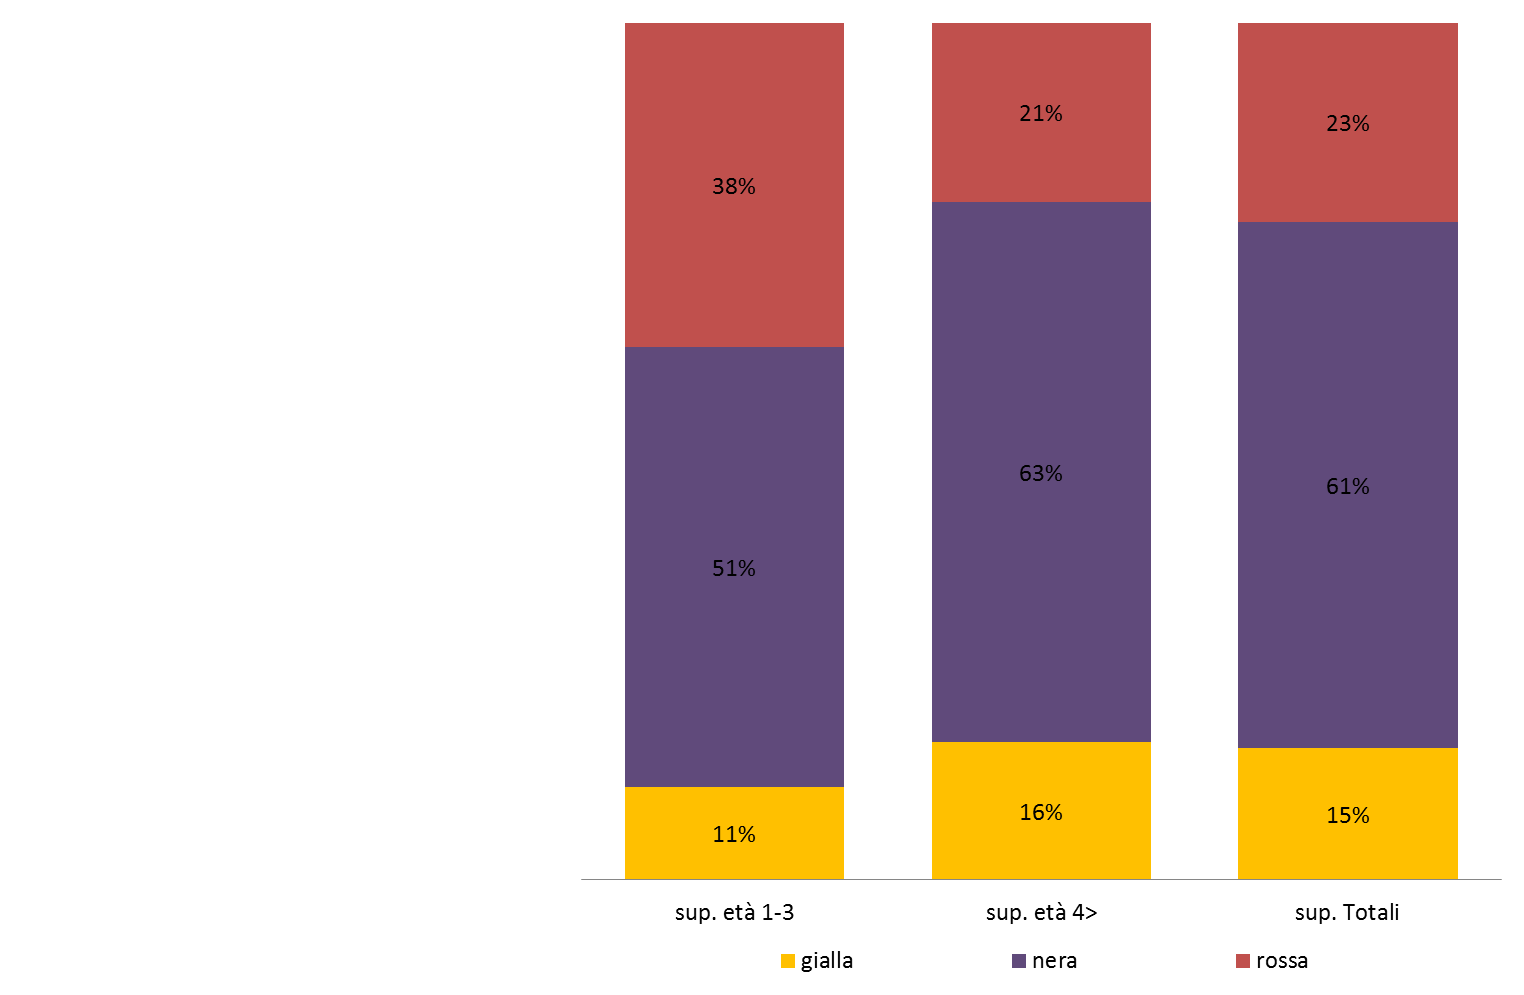 21%
23%
38%
63%
61%
51%
16%
15%
11%
sup. età 1-3
sup. età 4>
sup. Totali
gialla
nera
rossa